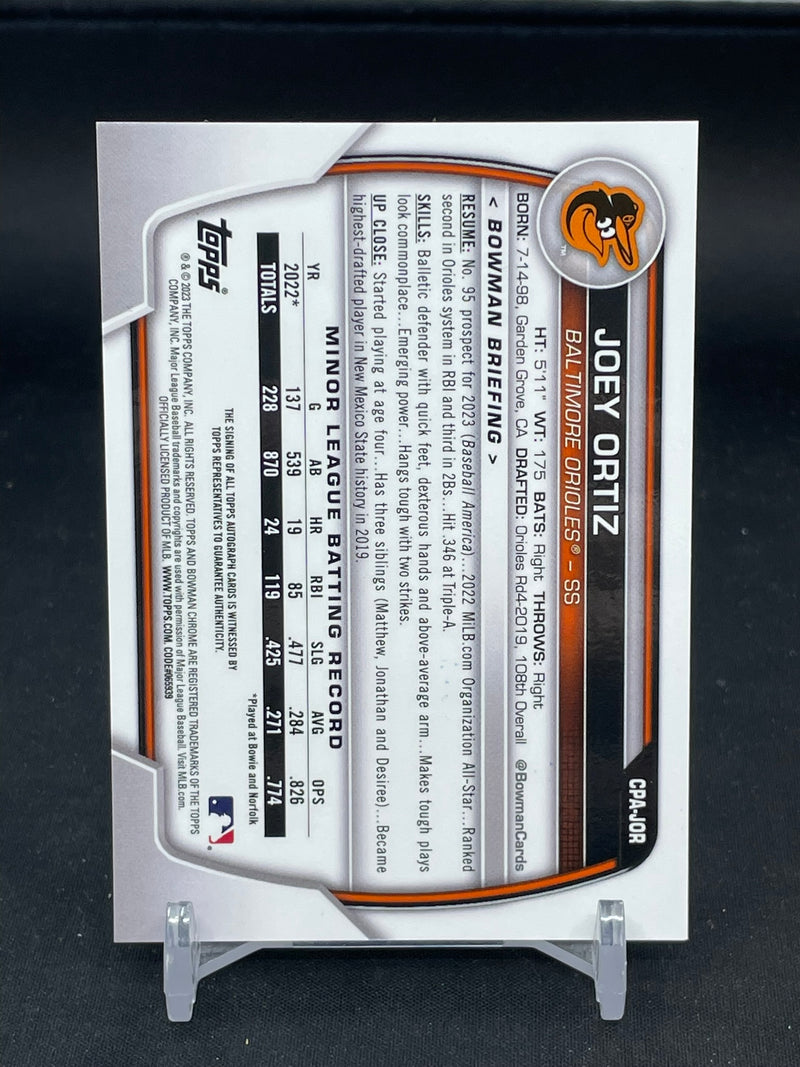 CPA-JOR
JOEY ORTIZ
BALTIMORE ORIOLES® – SS
™
HT: 5'11" WT: 175 BATS: Right THROWS: Right
BORN: 7-14-98, Garden Grove, CA DRAFTED: Orioles Rd4-2019, 108th Overall @BowmanCards
< BOWMAN BRIEFING >
RESUME: No. 95 prospect for 2023 (Baseball America)...2022 MiLB.com Organization All-Star...Ranked
second in Orioles system in RBI and third in 2Bs...Hit .346 at Triple-A.
SKILLS: Balletic defender with quick feet, dexterous hands and above-average arm...Makes tough plays
look commonplace...Emerging power...Hangs tough with two strikes.
UP CLOSE: Started playing at age four...Has three siblings (Matthew, Jonathan and Desiree)...Became
highest-drafted player in New Mexico State history in 2019.
MINOR LEAGUE BATTING RECORD
YR G AB HR RBI SLG AVG OPS
2022* 137 539 19 85 .477 .284 .826
TOTALS 228 870 24 119 .425 .271 .774
*Played at Bowie and Norfolk
THE SIGNING OF ALL TOPPS AUTOGRAPH CARDS IS WITNESSED BY
TOPPS REPRESENTATIVES TO GUARANTEE AUTHENTICITY.
topps®
® & © 2023 THE TOPPS COMPANY, INC. ALL RIGHTS RESERVED. TOPPS AND BOWMAN CHROME ARE REGISTERED TRADEMARKS OF THE TOPPS
COMPANY, INC. Major League Baseball trademarks and copyrights are used with permission of Major League Baseball. Visit MLB.com.
OFFICIALLY LICENSED PRODUCT OF MLB. WWW.TOPPS.COM. CODE#065939